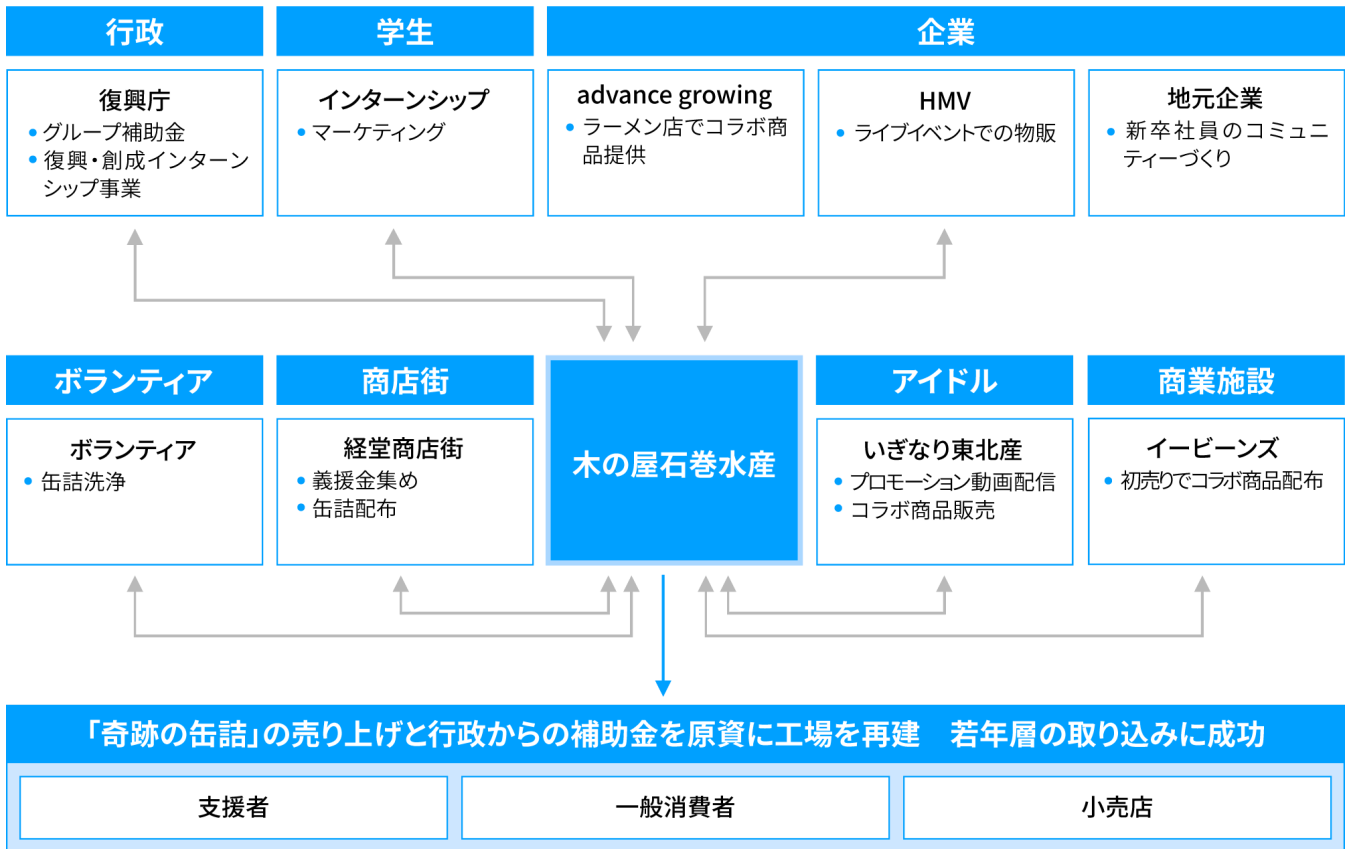 行政
学生
企業
復興庁
• グループ補助金
• 復興・創成インターン
シップ事業
インターンシップ
• マーケティング
advance growing
• ラーメン店でコラボ商
品提供
HMV
• ライブイベントでの物販
地元企業
• 新卒社員のコミュニ
ティーづくり
ボランティア
商店街
アイドル
商業施設
ボランティア
• 缶詰洗浄
経堂商店街
• 義援金集め
• 缶詰配布
木の屋石巻水産
いぎなり東北産
• プロモーション動画配信
• コラボ商品販売
イービーンズ
• 初売りでコラボ商品配布
「奇跡の缶詰」の売り上げと行政からの補助金を原資に工場を再建　若年層の取り込みに成功
支援者
一般消費者
小売店